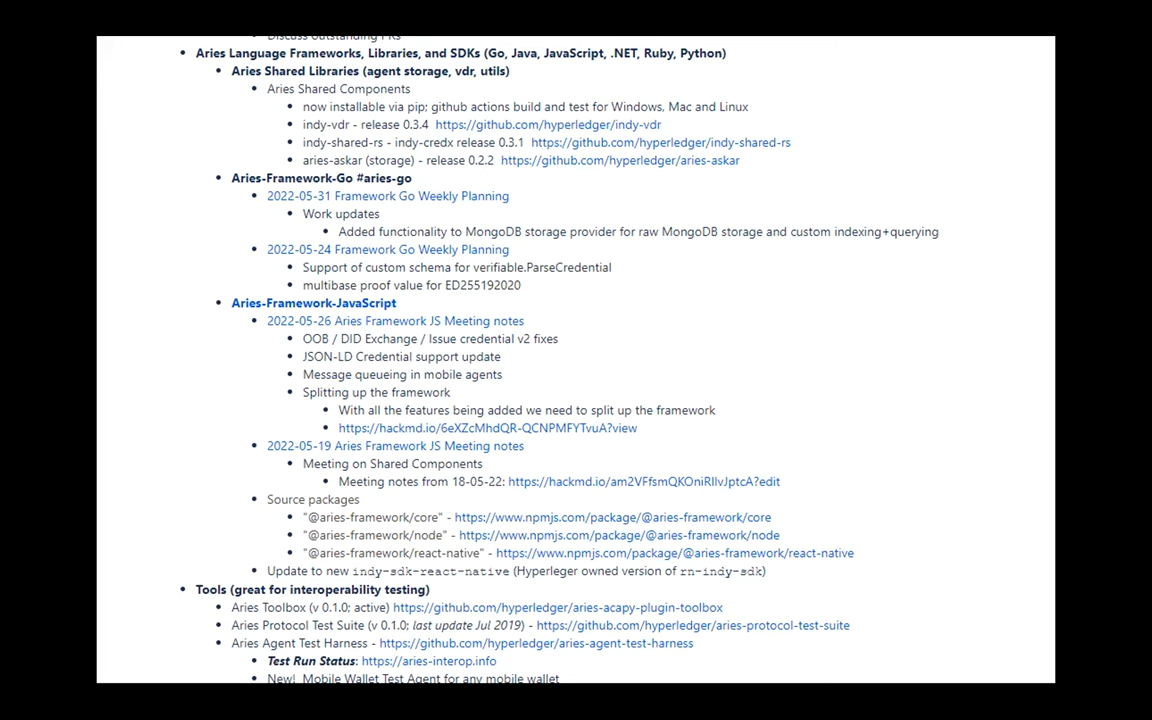 Discuss outstanding PRs
Aries Language Frameworks, Libraries, and SDKs (Go, Java, JavaScript, .NET, Ruby, Python)
Aries Shared Libraries (agent storage, vdr, utils)
Aries Shared Components
now installable via pip; github actions build and test for Windows, Mac and Linux
indy-vdr - release 0.3.4 https://github.com/hyperledger/indy-vdr
indy-shared-rs - indy-credx release 0.3.1 https://github.com/hyperledger/indy-shared-rs
aries-askar (storage) - release 0.2.2 https://github.com/hyperledger/aries-askar
Aries-Framework-Go #aries-go
2022-05-31 Framework Go Weekly Planning
Work updates
Added functionality to MongoDB storage provider for raw MongoDB storage and custom indexing+querying
2022-05-24 Framework Go Weekly Planning
Support of custom schema for verifiable.ParseCredential
multibase proof value for ED255192020
Aries-Framework-JavaScript
2022-05-26 Aries Framework JS Meeting notes
OOB / DID Exchange / Issue credential v2 fixes
JSON-LD Credential support update
Message queueing in mobile agents
Splitting up the framework
With all the features being added we need to split up the framework
https://hackmd.io/6eXZcMhdQR-QCNPMFYTvuA?view
2022-05-19 Aries Framework JS Meeting notes
Meeting on Shared Components
Meeting notes from 18-05-22: https://hackmd.io/am2VFfsmQKOniRIlvJptcA?edit
Source packages
"@aries-framework/core" - https://www.npmjs.com/package/@aries-framework/core
"@aries-framework/node" - https://www.npmjs.com/package/@aries-framework/node
"@aries-framework/react-native" - https://www.npmjs.com/package/@aries-framework/react-native
Update to new indy-sdk-react-native (Hyperleger owned version of rn-indy-sdk)
Tools (great for interoperability testing)
Aries Toolbox (v 0.1.0; active) https://github.com/hyperledger/aries-acapy-plugin-toolbox
Aries Protocol Test Suite (v 0.1.0; last update Jul 2019) - https://github.com/hyperledger/aries-protocol-test-suite
Aries Agent Test Harness - https://github.com/hyperledger/aries-agent-test-harness
Test Run Status: https://aries-interop.info
New! Mobile Wallet Test Agent for any mobile wallet